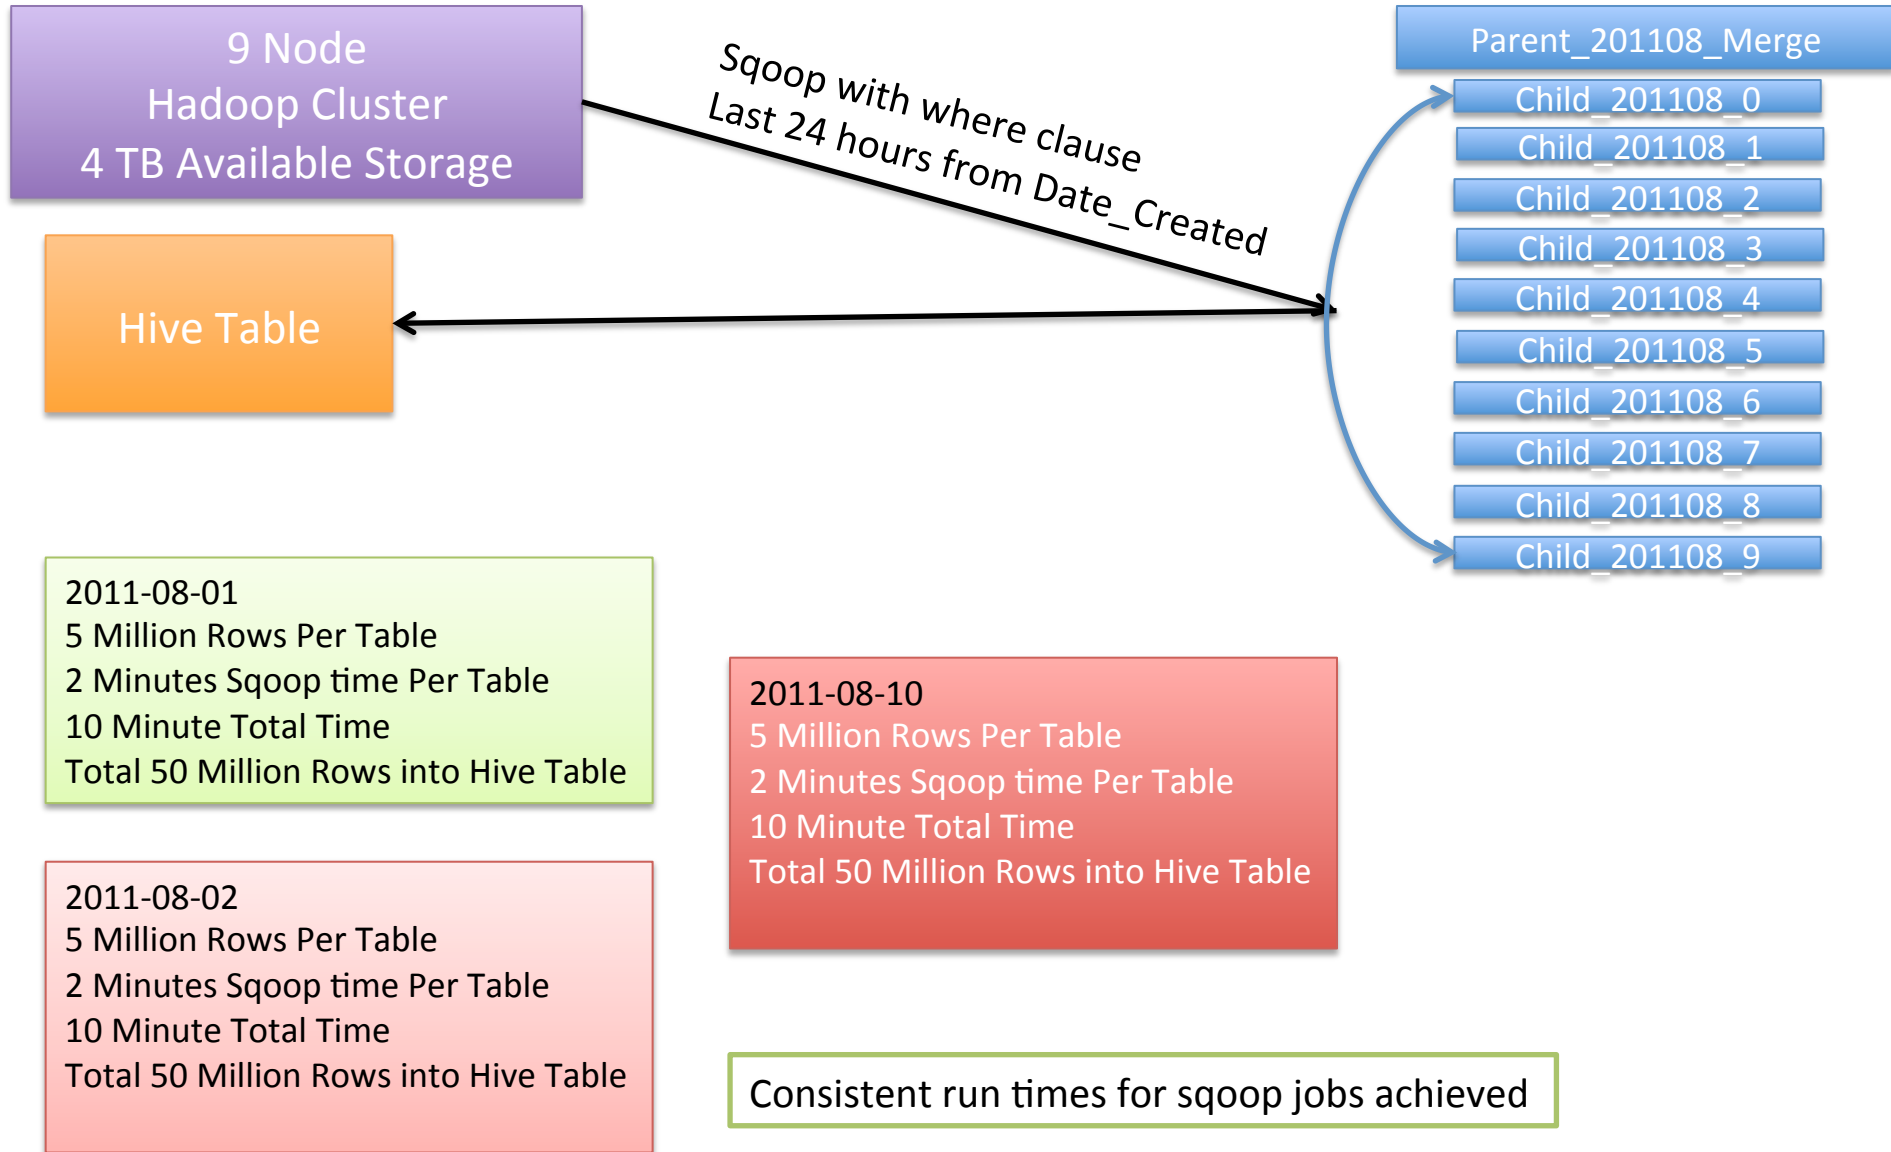 9 Node
Hadoop Cluster
4 TB Available Storage
Sqoop with where clause
Last 24 hours from Date_Created
Parent_201108_Merge
Child_201108_0
Child_201108_1
Child_201108_2
Child_201108_3
Child_201108_4
Child_201108_5
Child_201108_6
Child_201108_7
Child_201108_8
Child_201108_9
Hive Table
2011-08-01
5 Million Rows Per Table
2 Minutes Sqoop time Per Table
10 Minute Total Time
Total 50 Million Rows into Hive Table
2011-08-02
5 Million Rows Per Table
2 Minutes Sqoop time Per Table
10 Minute Total Time
Total 50 Million Rows into Hive Table
2011-08-10
5 Million Rows Per Table
2 Minutes Sqoop time Per Table
10 Minute Total Time
Total 50 Million Rows into Hive Table
Consistent run times for sqoop jobs achieved